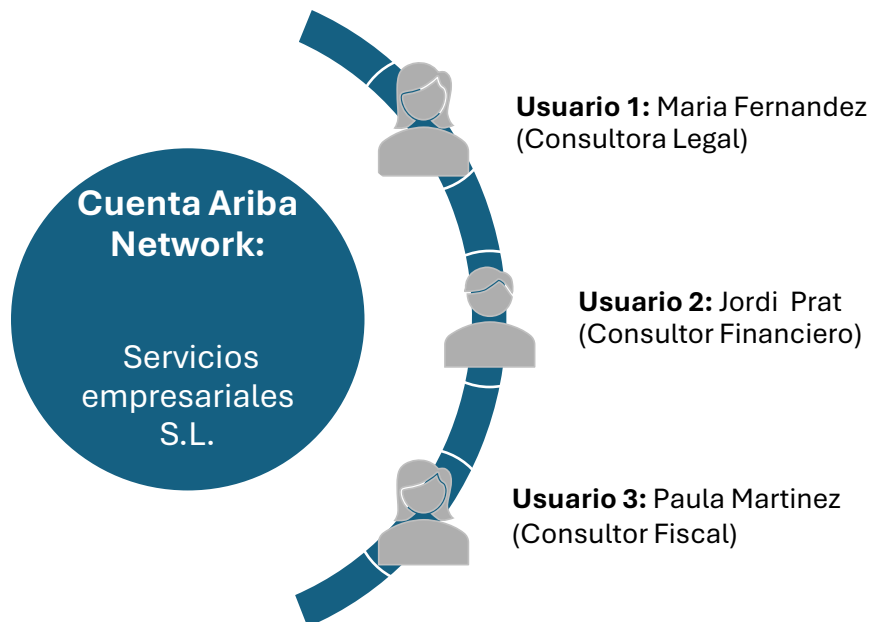 Cuenta Ariba
Network:
Servicios
empresariales
S.L.
Usuario 1: Maria Fernandez
(Consultora Legal)
Usuario 2: Jordi Prat
(Consultor Financiero)
Usuario 3: Paula Martinez
(Consultor Fiscal)